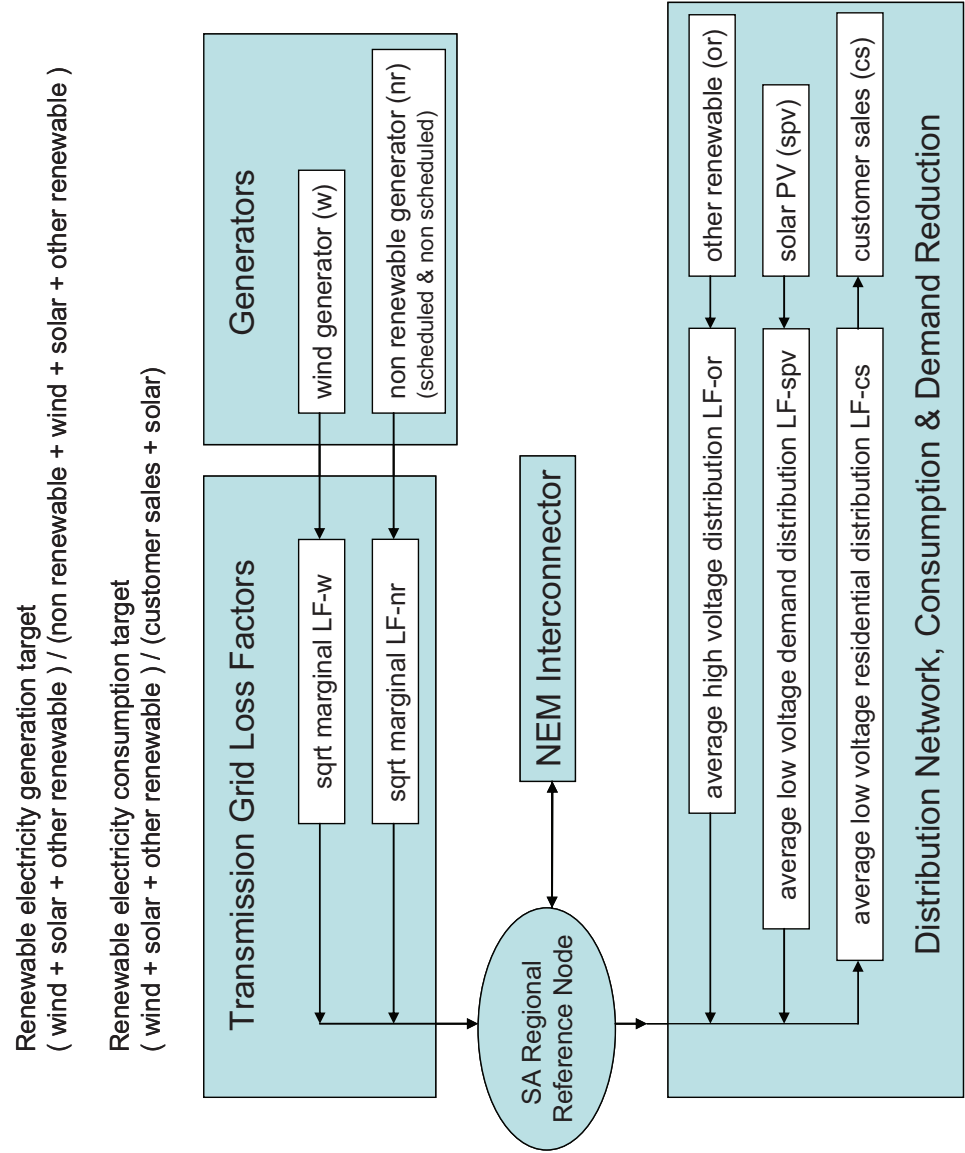 Renewable electricity generation target
( wind + solar + other renewable ) / (non renewable + wind + solar + other renewable )
Renewable electricity consumption target
( wind + solar + other renewable ) / (customer sales + solar)
Transmission Grid Loss Factors
sqrt marginal LF-w
sqrt marginal LF-nr
Generators
wind generator (w)
non renewable generator (nr)
(scheduled & non scheduled)
SA Regional
Reference Node
NEM Interconnector
average high voltage distribution LF-or
other renewable (or)
average low voltage demand distribution LF-spv
solar PV (spv)
average low voltage residential distribution LF-cs
customer sales (cs)
Distribution Network, Consumption & Demand Reduction